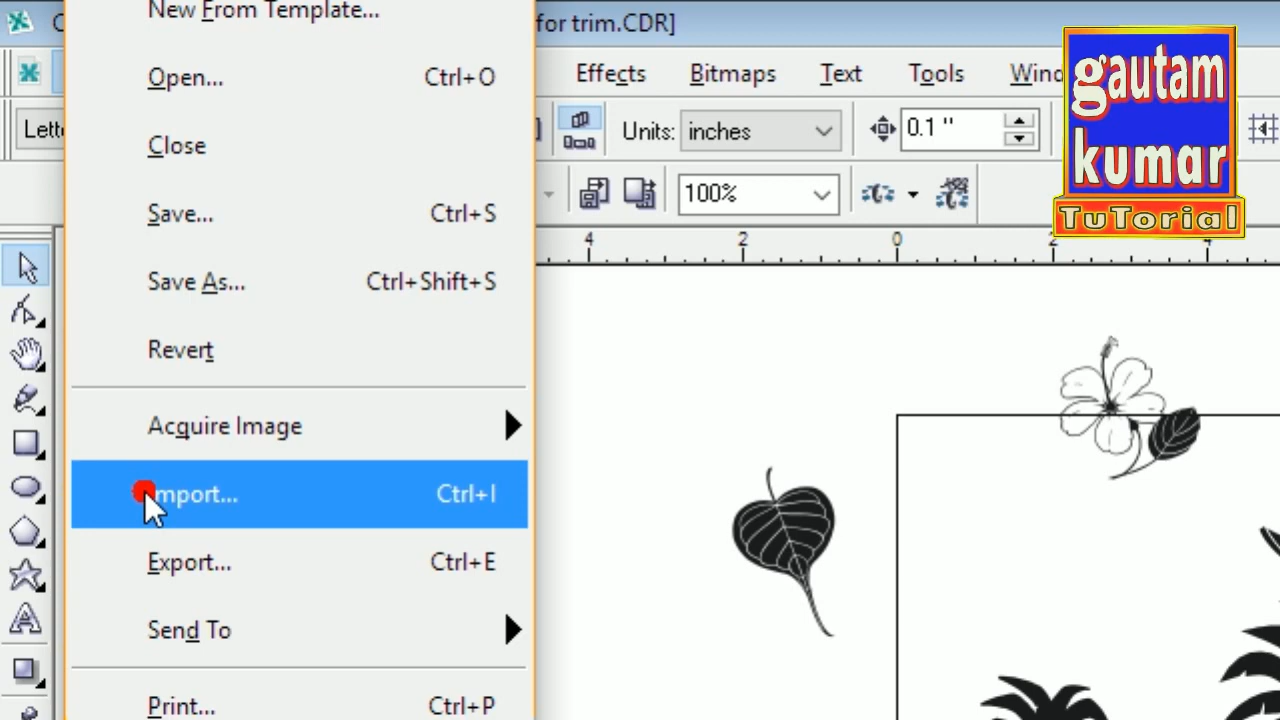 for trim.CDR]
New From Template...
Open... Ctrl+O
Close
Save... Ctrl+S
Save As... Ctrl+Shift+S
Revert
Acquire Image
Import... Ctrl+I
Export... Ctrl+E
Send To
Print... Ctrl+P
Effects Bitmaps Text Tools
Units: inches 0.1 "
100%
4 2 0 2 4
gautam
kumar
TuTorial